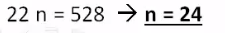 22 n = 528 → n = 24